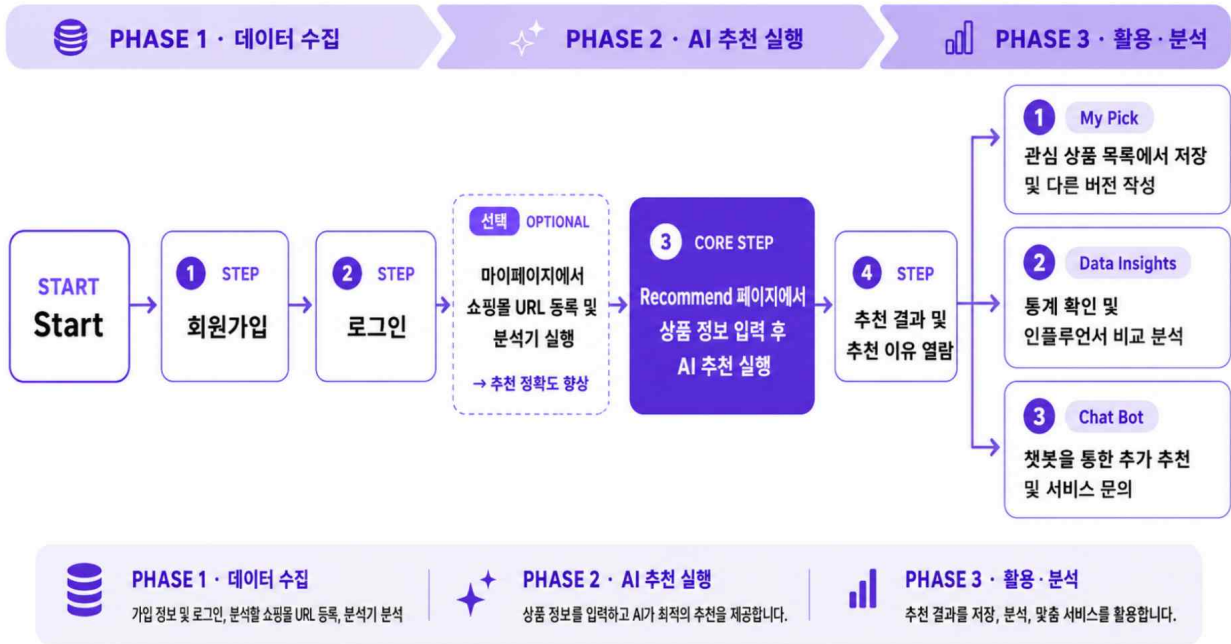 PHASE 1 · 데이터 수집
PHASE 2 · AI 추천 실행
PHASE 3 · 활용 · 분석
START
Start
1 STEP
회원가입
2 STEP
로그인
선택 OPTIONAL
마이페이지에서
쇼핑몰 URL 등록 및
분석기 실행
→ 추천 정확도 향상
3 CORE STEP
Recommend 페이지에서
상품 정보 입력 후
AI 추천 실행
4 STEP
추천 결과 및
추천 이유 열람
1 My Pick
관심 상품 목록에서 저장
및 다른 버전 작성
2 Data Insights
통계 확인 및
인플루언서 비교 분석
3 Chat Bot
챗봇을 통한 추가 추천
및 서비스 문의
PHASE 1 · 데이터 수집
가입 정보 및 로그인, 분석할 쇼핑몰 URL 등록, 분석기 분석
PHASE 2 · AI 추천 실행
상품 정보를 입력하고 AI가 최적의 추천을 제공합니다.
PHASE 3 · 활용 · 분석
추천 결과를 저장, 분석, 맞춤 서비스를 활용합니다.